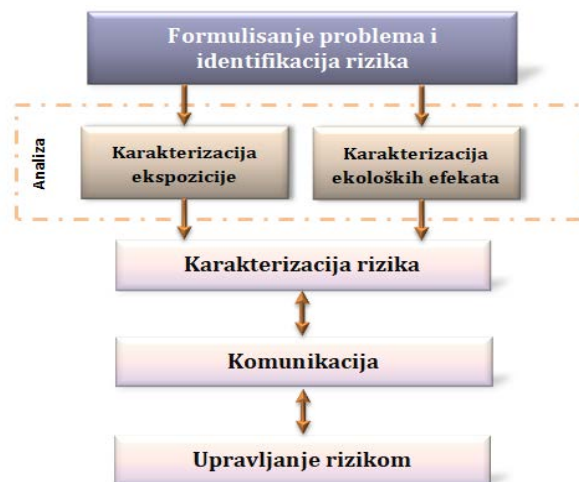 Formulisanje problema i
identifikacija rizika
Analiza
Karakterizacija
ekspozicije
Karakterizacija
ekoloških efekata
Karakterizacija rizika
Komunikacija
Upravljanje rizikom